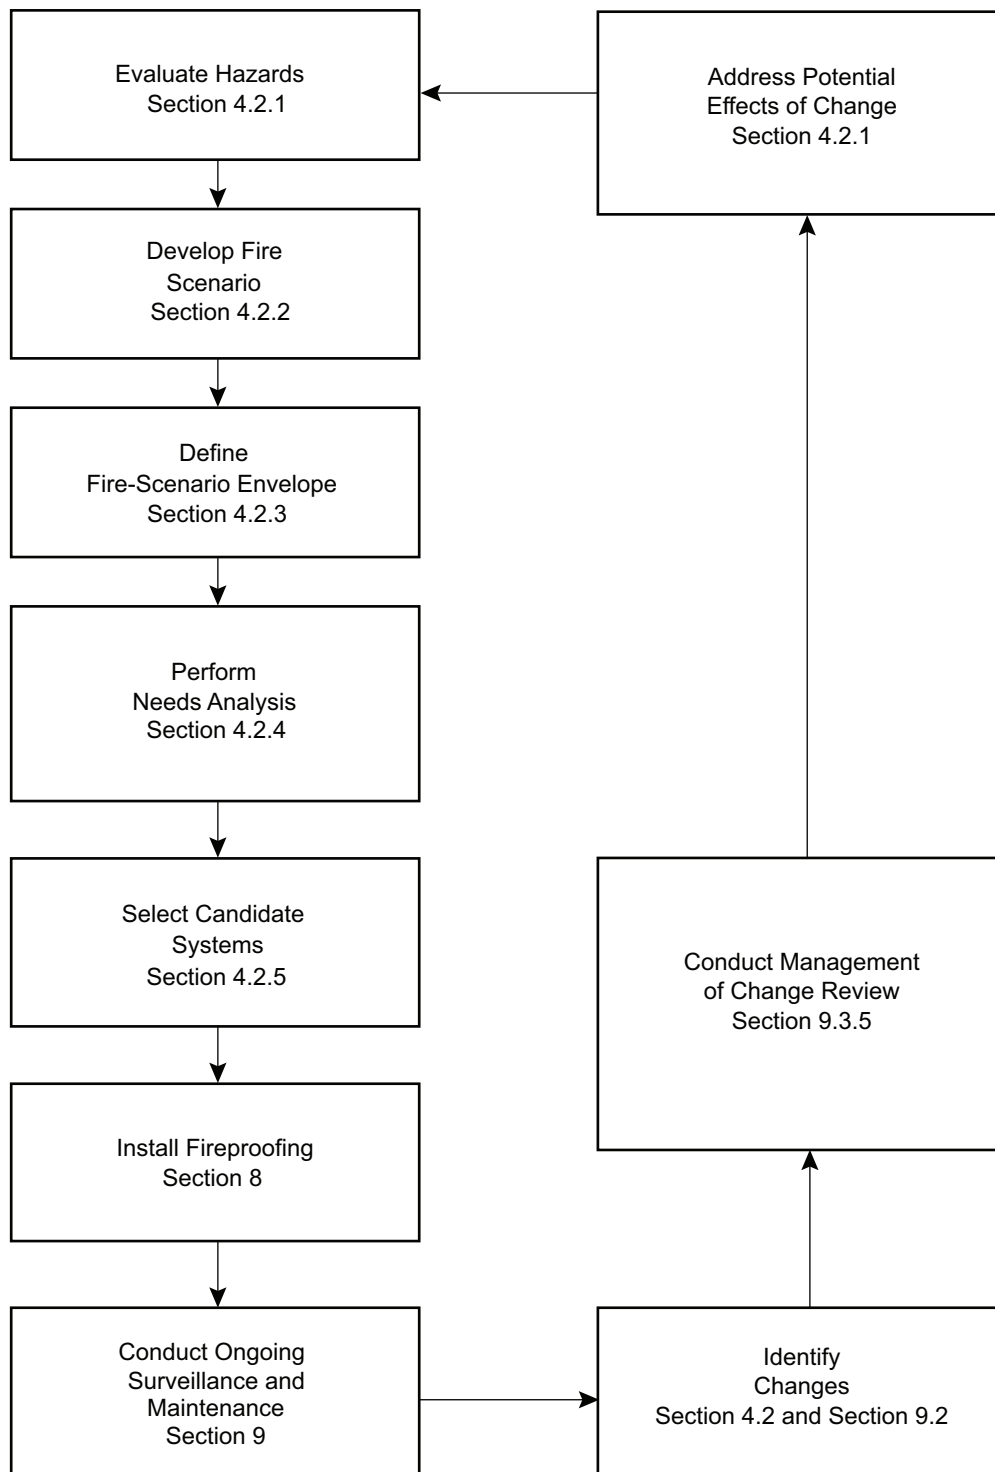 Evaluate Hazards
Section 4.2.1
Address Potential
Effects of Change
Section 4.2.1
Develop Fire
Scenario
Section 4.2.2
Define
Fire-Scenario Envelope
Section 4.2.3
Perform
Needs Analysis
Section 4.2.4
Select Candidate
Systems
Section 4.2.5
Conduct Management
of Change Review
Section 9.3.5
Install Fireproofing
Section 8
Conduct Ongoing
Surveillance and
Maintenance
Section 9
Identify
Changes
Section 4.2 and Section 9.2